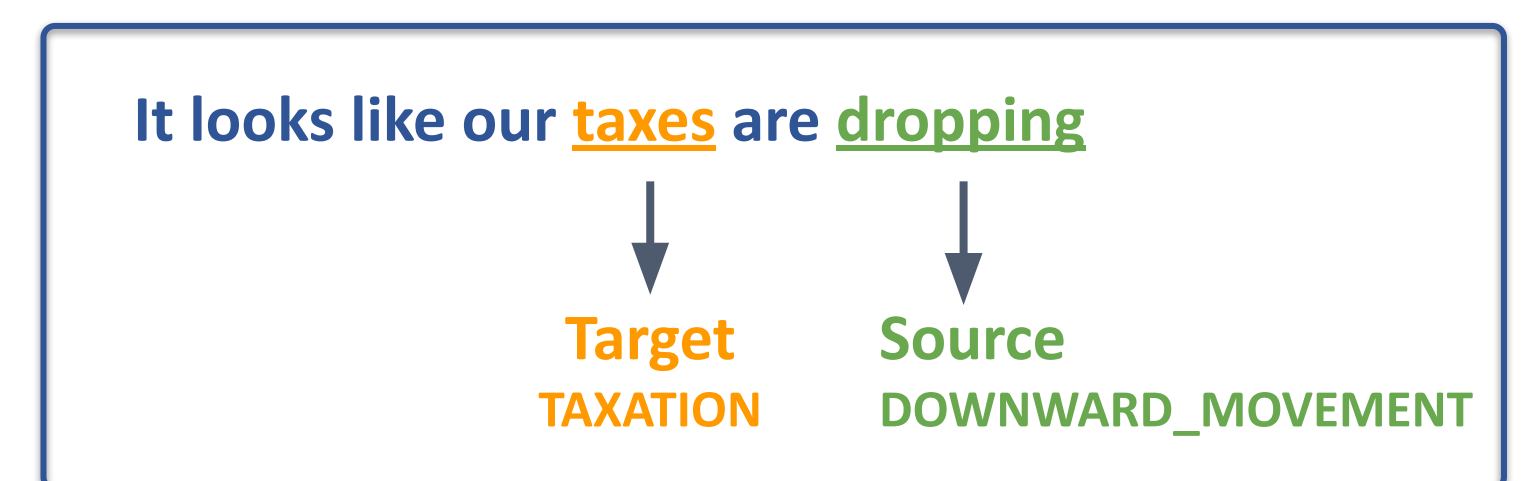 It looks like our taxes are dropping
Target Source
TAXATION DOWNWARD_MOVEMENT